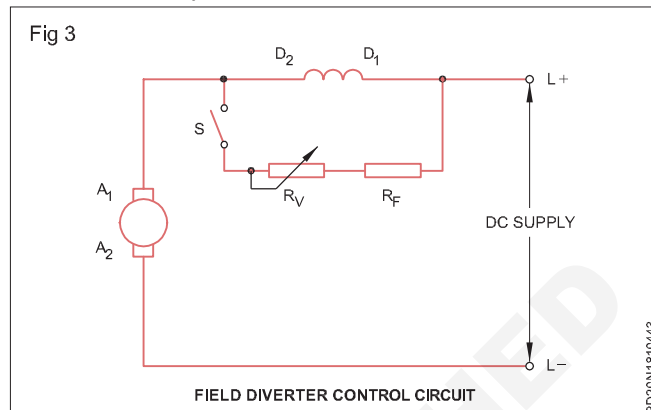 Fig 3
D2 D1
L+
S
RV RF
A1
A2
DC SUPPLY
L−
FIELD DIVERTER CONTROL CIRCUIT